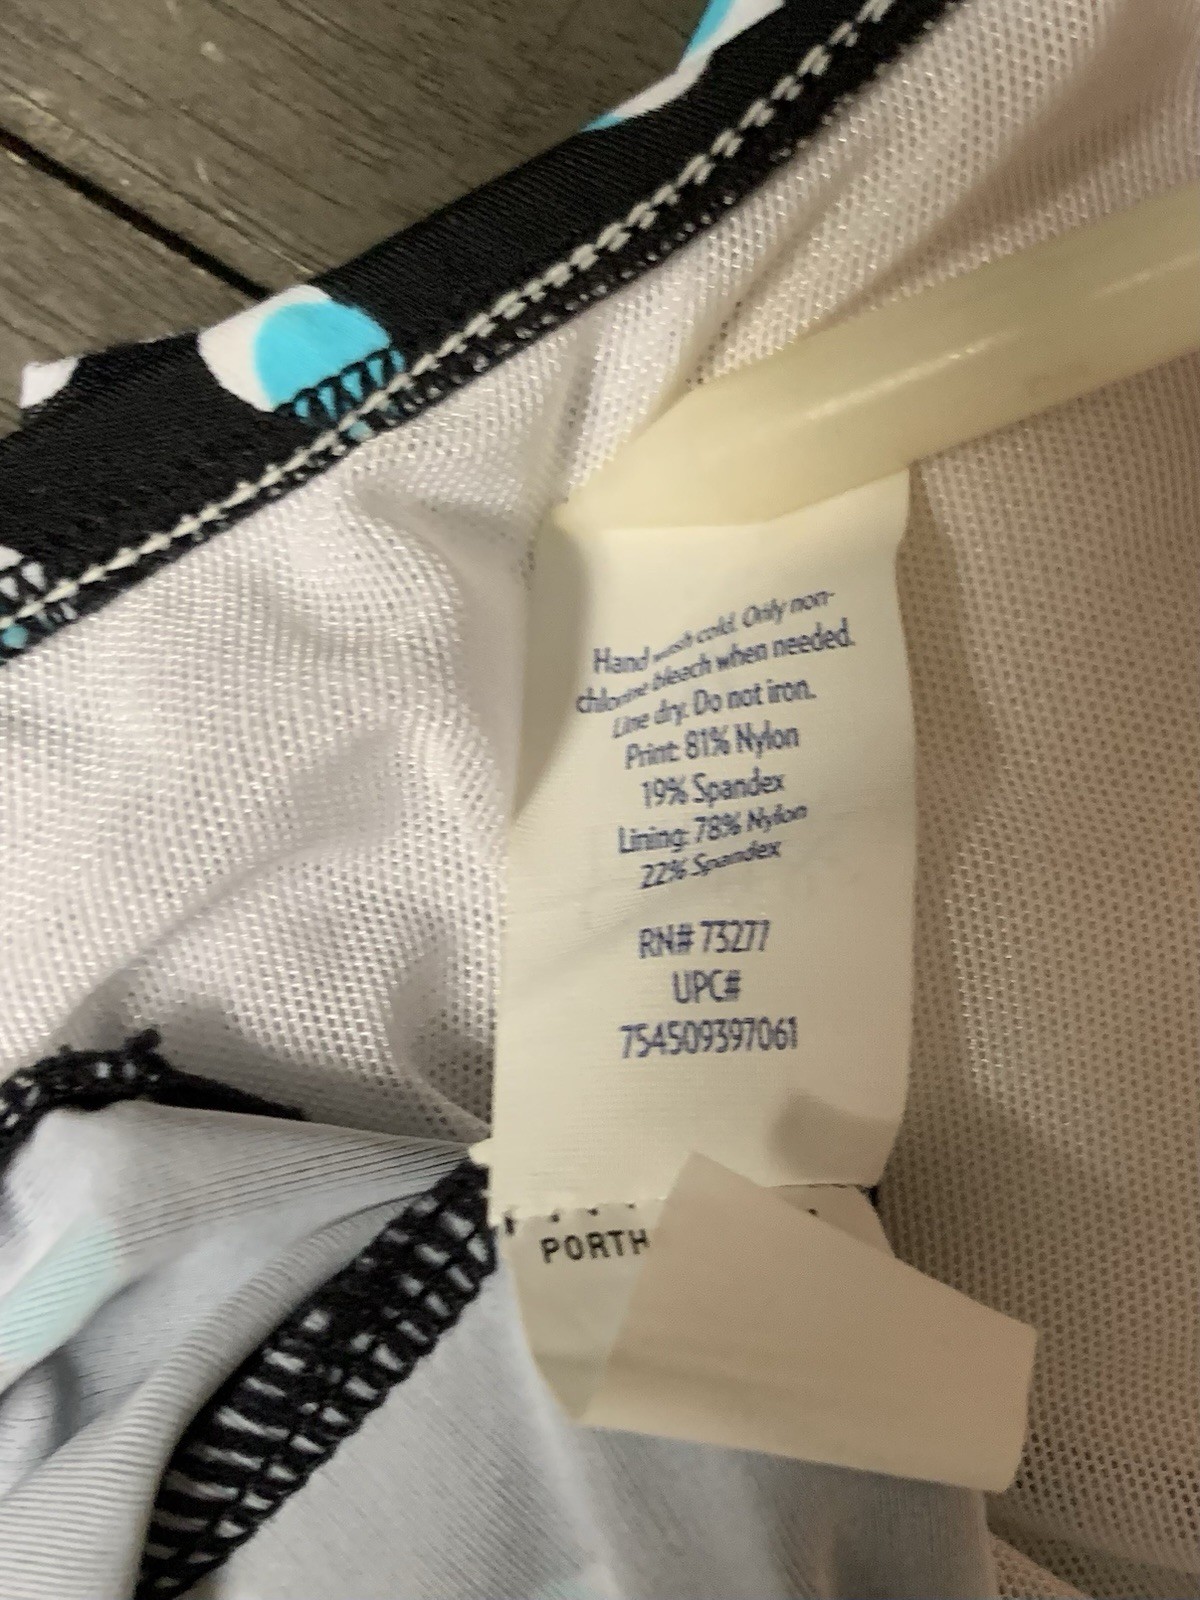 Hand wash cold. Only non-
chlorine bleach when needed.
Line dry. Do not iron.
Print: 81% Nylon
19% Spandex
Lining: 78% Nylon
22% Spandex
RN# 73277
UPC#
754509397061
PORTH